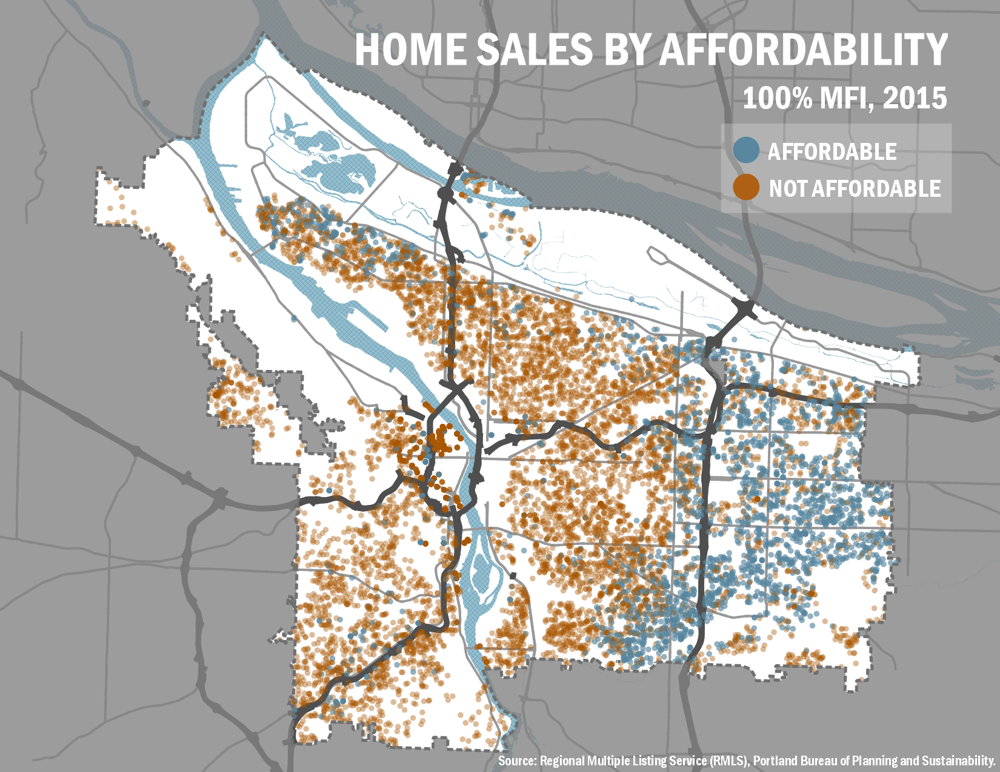 HOME SALES BY AFFORDABILITY
100% MFI, 2015
AFFORDABLE
NOT AFFORDABLE
Source: Regional Multiple Listing Service (RMLS), Portland Bureau of Planning and Sustainability.